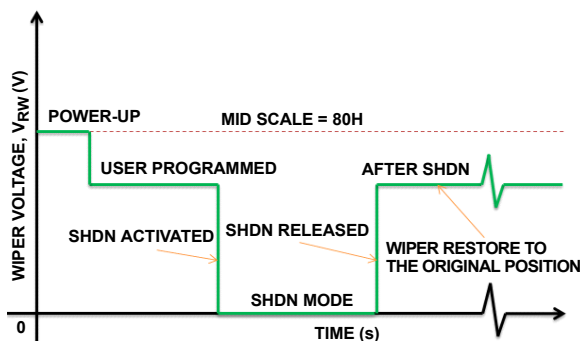 WIPER VOLTAGE, VRW (V)
POWER-UP
MID SCALE = 80H
USER PROGRAMMED
AFTER SHDN
SHDN ACTIVATED
SHDN RELEASED
WIPER RESTORE TO
THE ORIGINAL POSITION
SHDN MODE
0
TIME (s)